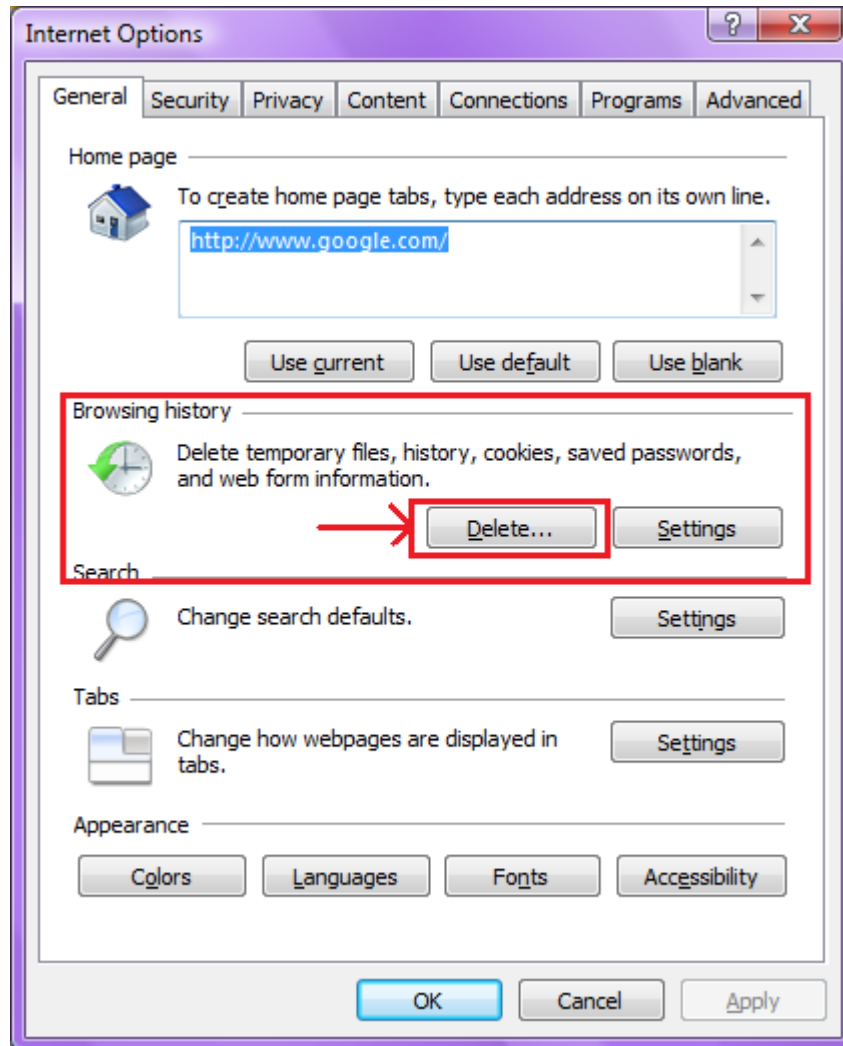 Internet Options
General Security Privacy Content Connections Programs Advanced
Home page
To create home page tabs, type each address on its own line.
http://www.google.com/
Use current Use default Use blank
Browsing history
Delete temporary files, history, cookies, saved passwords,
and web form information.
Delete... Settings
Search
Change search defaults.
Settings
Tabs
Change how webpages are displayed in
tabs.
Settings
Appearance
Colors Languages Fonts Accessibility
OK Cancel Apply